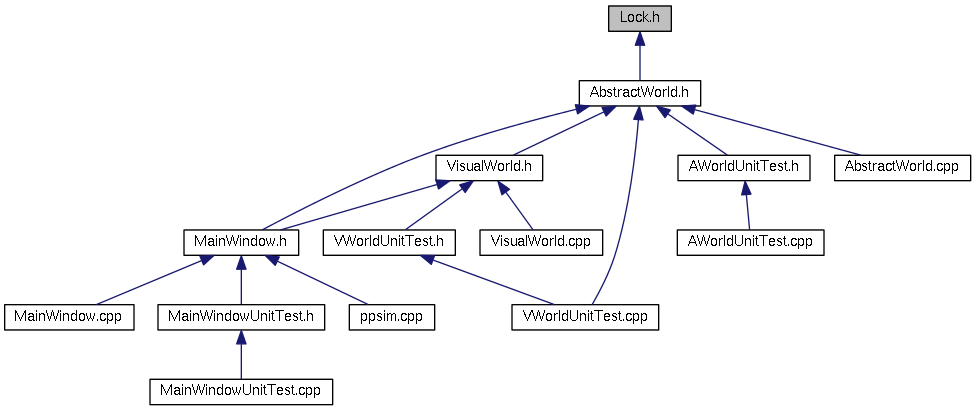 Lock.h
AbstractWorld.h
VisualWorld.h
AWorldUnitTest.h
AbstractWorld.cpp
MainWindow.h
VWorldUnitTest.h
VisualWorld.cpp
AWorldUnitTest.cpp
MainWindow.cpp
MainWindowUnitTest.h
ppsim.cpp
VWorldUnitTest.cpp
MainWindowUnitTest.cpp